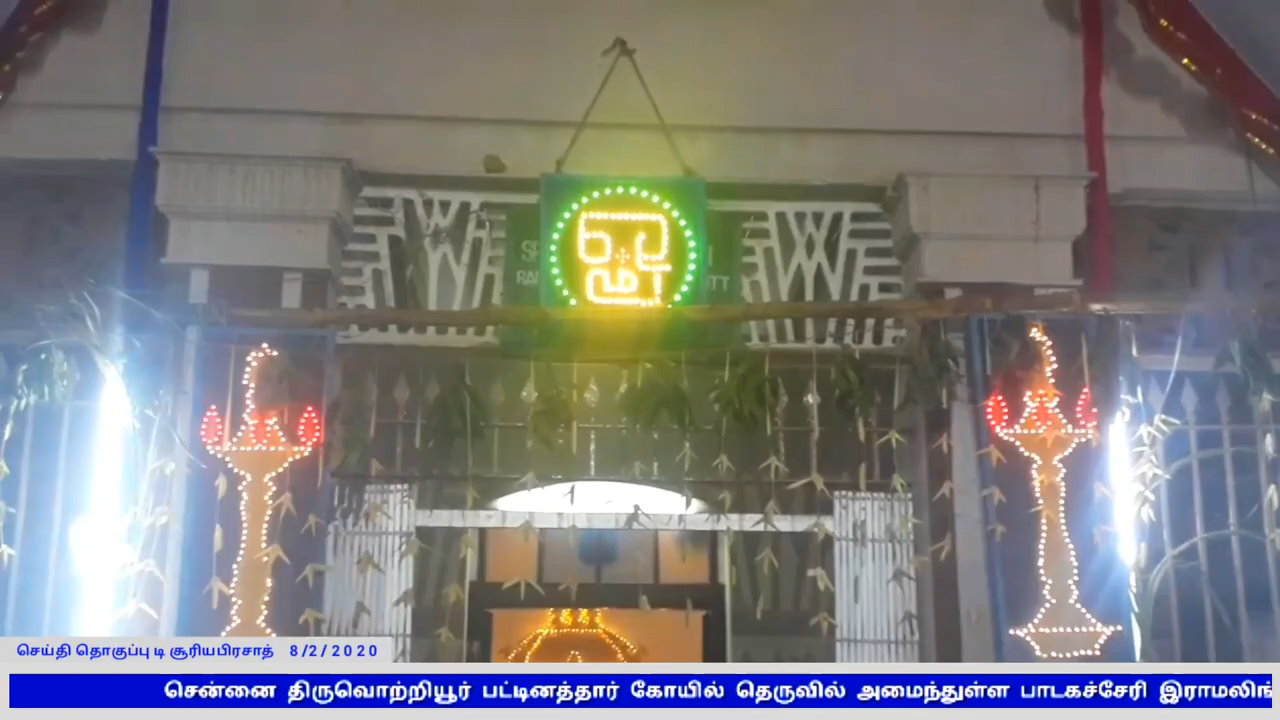 ஓம்
செய்தி தொகுப்பு டி சூரியபிரசாத் 8/2/2020
சென்னை திருவொற்றியூர் பட்டினத்தார் கோயில் தெருவில் அமைந்துள்ள பாடகச்சேரி இராமலிங்